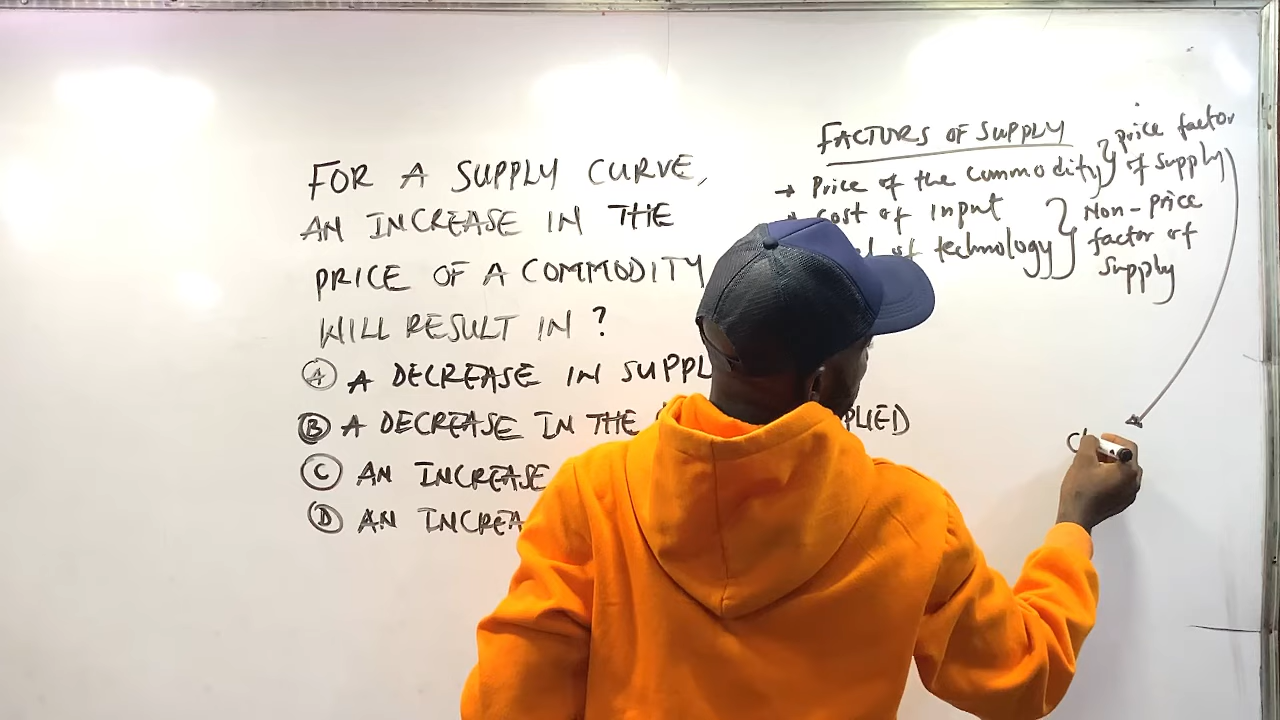 FOR A SUPPLY CURVE,
AN INCREASE IN THE
PRICE OF A COMMODITY
WILL RESULT IN ?
(A) A DECREASE IN SUPPL
(B) A DECREASE IN THE PLIED
(C) AN INCREASE
(D) AN INCREA
FACTORS OF SUPPLY
→ Price of the commodity } price factor of supply
cost of input
of technology } Non-price factor of supply